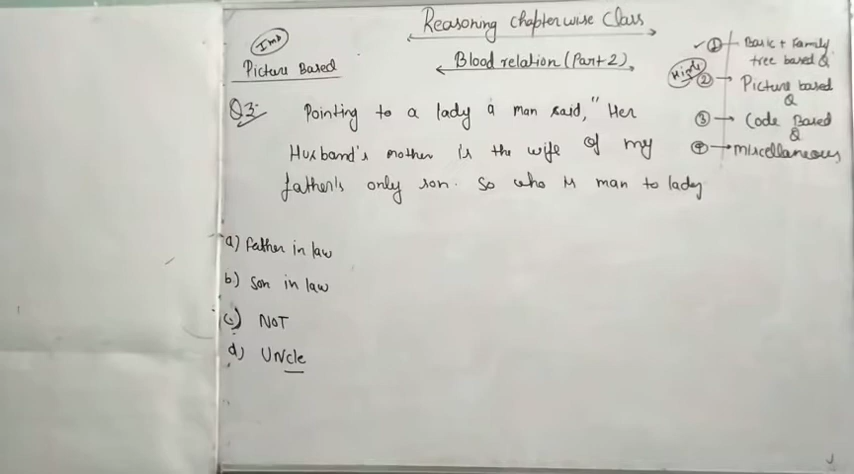 Reasoning Chapterwise Class
Imp
Picture Based
Blood relation (Part-2)
① Basic + Family
tree based Q
High
② → Picture based
Q
③ → Code Based
Q
④ → miscellaneous
Q3- Pointing to a lady a man said, "Her
Husband's mother is the wife of my
father's only son. So who is man to lady
a) Father in law
b) Son in law
c) NOT
d) UNcle